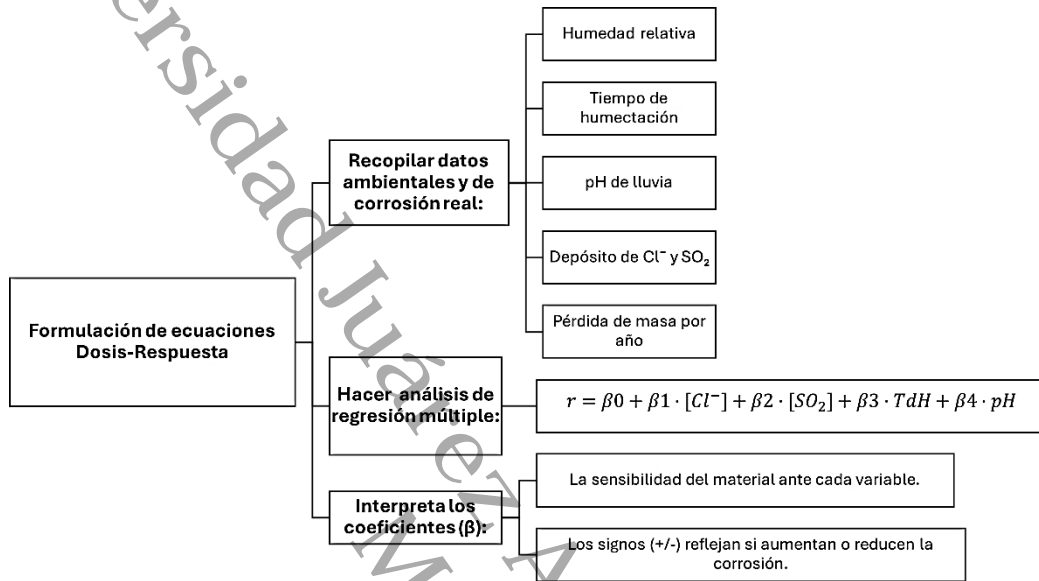 Formulación de ecuaciones
Dosis-Respuesta
Recopilar datos
ambientales y de
corrosión real:
Humedad relativa
Tiempo de
humectación
pH de lluvia
Depósito de Cl⁻ y SO₂
Pérdida de masa por
año
Hacer análisis de
regresión múltiple:
r = β0 + β1 · [Cl⁻] + β2 · [SO₂] + β3 · TdH + β4 · pH
Interpreta los
coeficientes (β):
La sensibilidad del material ante cada variable.
Los signos (+/-) reflejan si aumentan o reducen la
corrosión.
Juárez